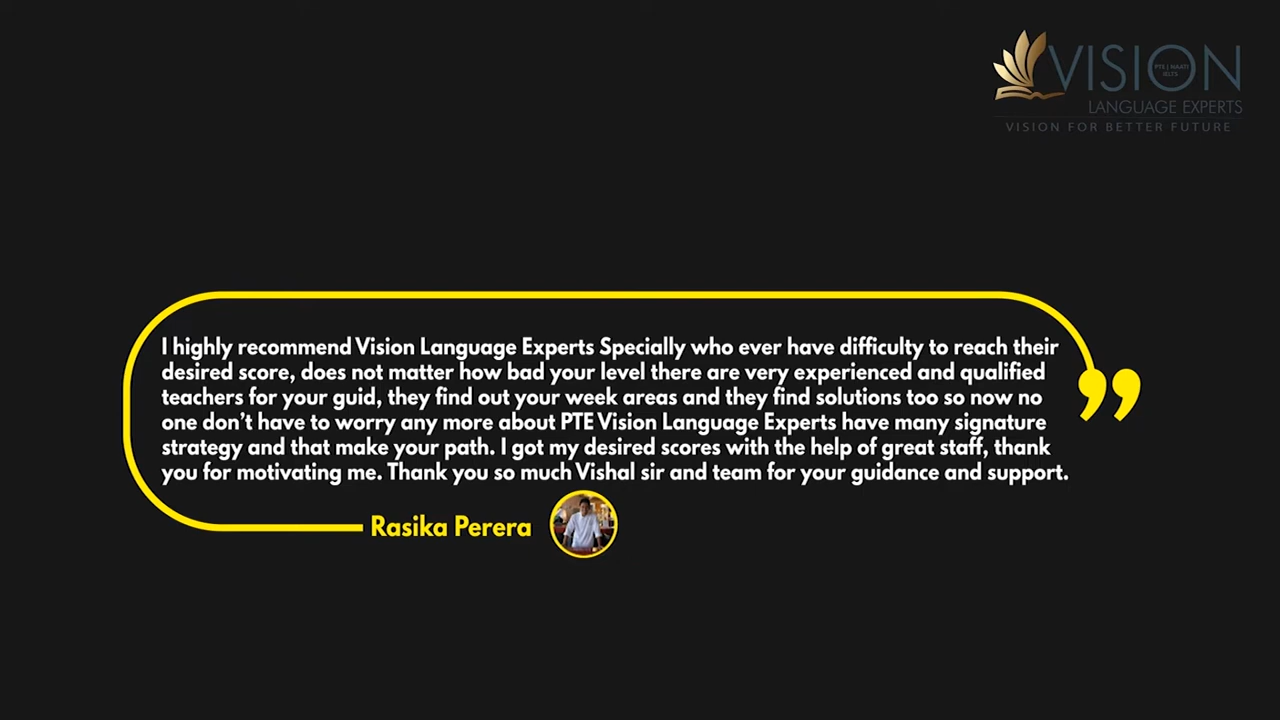 VISION
PTE | NAATI
IELTS
LANGUAGE EXPERTS
VISION FOR BETTER FUTURE
I highly recommend Vision Language Experts Specially who ever have difficulty to reach their
desired score, does not matter how bad your level there are very experienced and qualified
teachers for your guid, they find out your week areas and they find solutions too so now no
one don't have to worry any more about PTE Vision Language Experts have many signature
strategy and that make your path. I got my desired scores with the help of great staff, thank
you for motivating me. Thank you so much Vishal sir and team for your guidance and support.
Rasika Perera